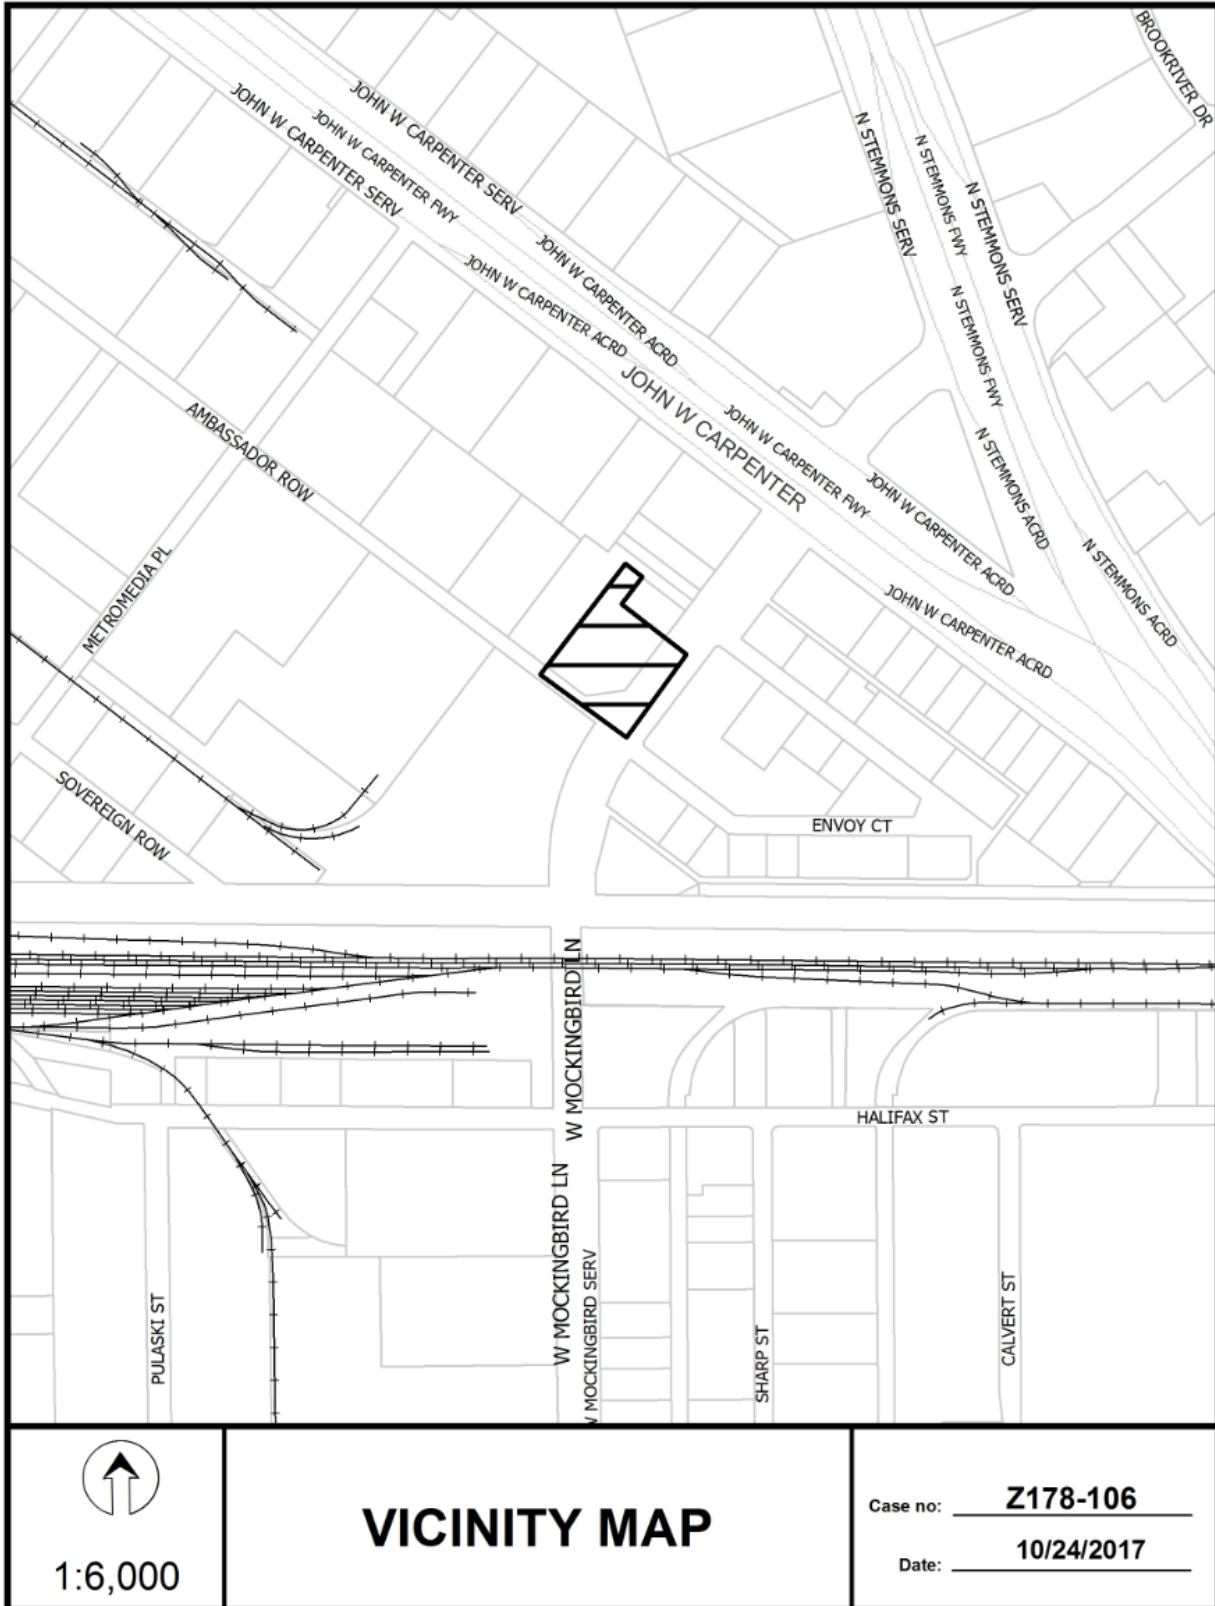 BROOKRIVER DR
JOHN W CARPENTER SERV
JOHN W CARPENTER SERV
JOHN W CARPENTER FWY
N STEMMONS SERV
N STEMMONS FWY
N STEMMONS SERV
JOHN W CARPENTER ACRD
JOHN W CARPENTER ACRD
N STEMMONS FWY
JOHN W CARPENTER
JOHN W CARPENTER FWY
AMBASSADOR ROW
N STEMMONS ACRD
JOHN W CARPENTER ACRD
N STEMMONS ACRD
METROMEDIA PL
JOHN W CARPENTER ACRD
SOVEREIGN ROW
ENVOY CT
W MOCKINGBIRD LN
HALIFAX ST
W MOCKINGBIRD LN
W MOCKINGBIRD SERV
PULASKI ST
SHARP ST
CALVERT ST
1:6,000
VICINITY MAP
Case no: Z178-106
Date: 10/24/2017